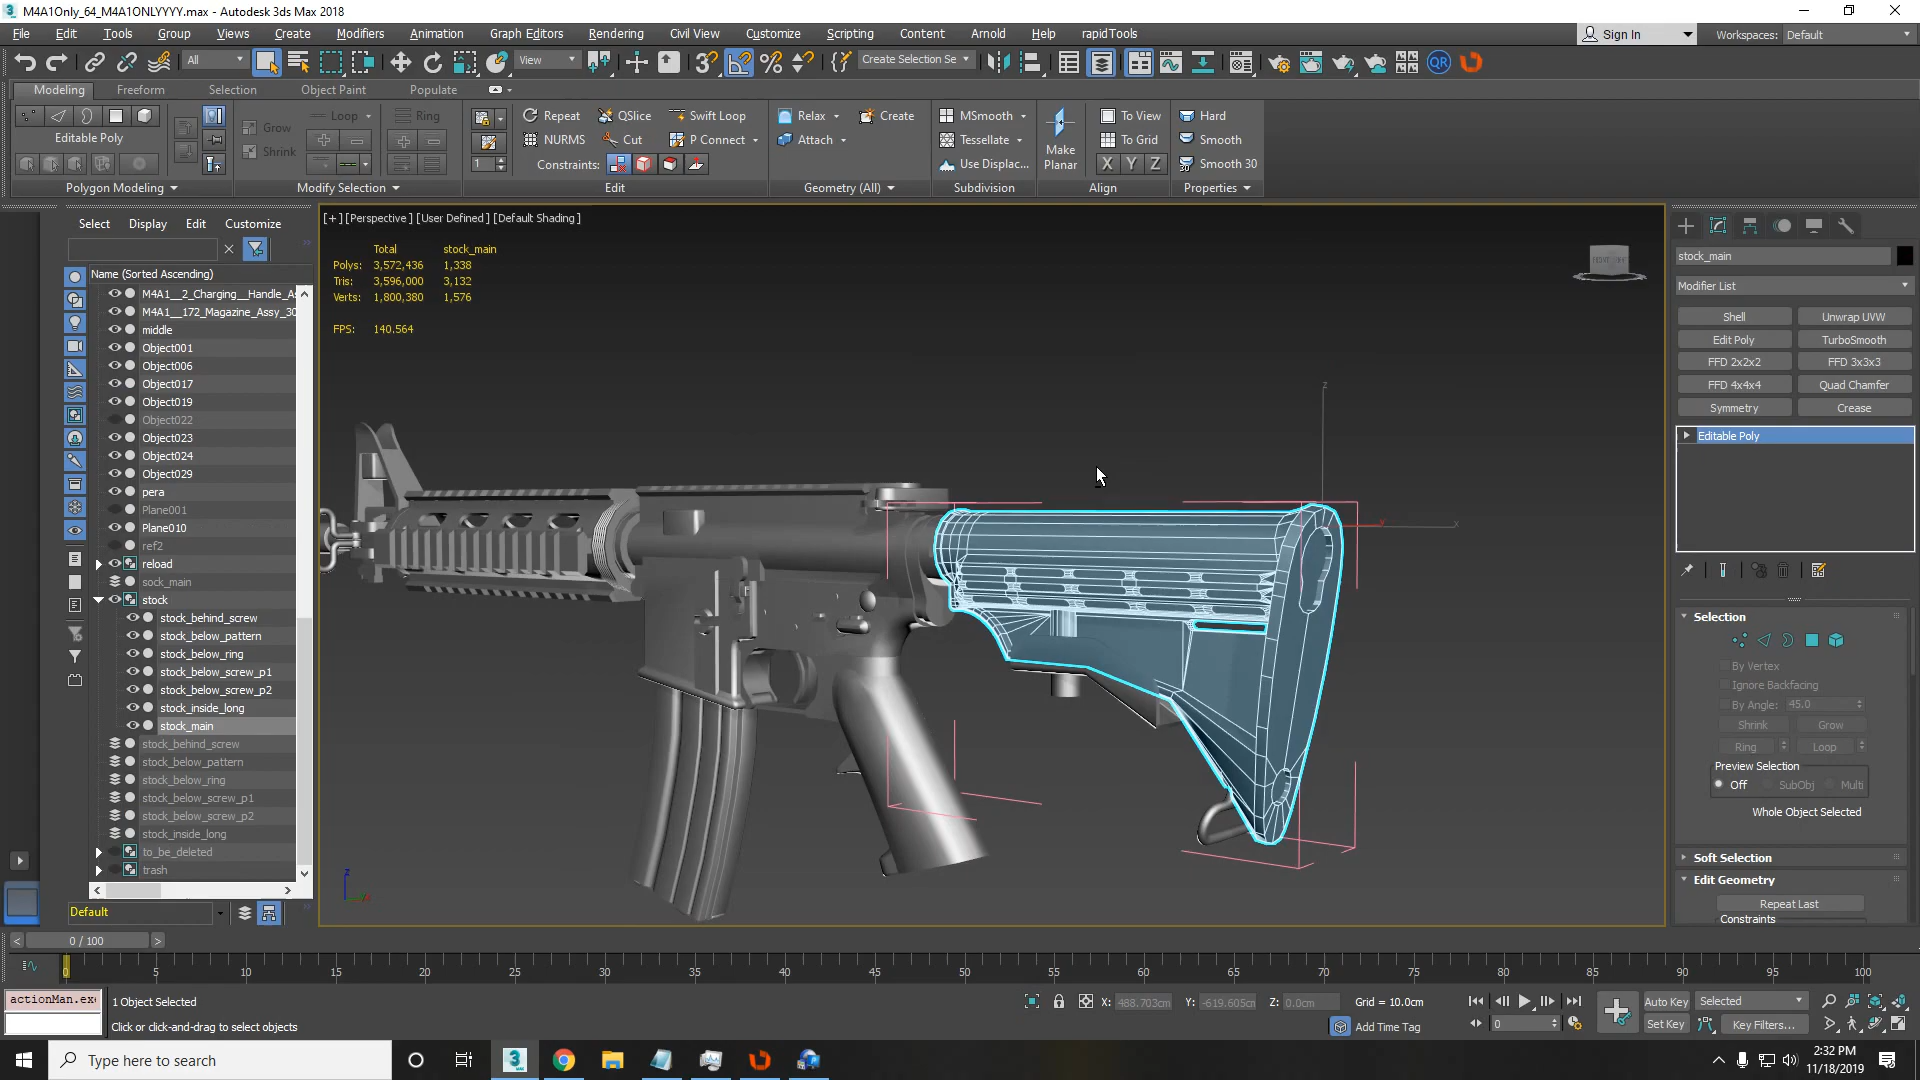 M4A1Only_64_M4A1ONLYYYY.max - Autodesk 3ds Max 2018
File Edit Tools Group Views Create Modifiers Animation Graph Editors Rendering Civil View Customize Scripting Content Arnold Help rapidTools
Sign In Workspaces: Default
All View Create Selection Se QR
Modeling Freeform Selection Object Paint Populate
Editable Poly
Polygon Modeling
Grow Loop Ring
Shrink
Modify Selection
Repeat QSlice Swift Loop
NURMS Cut P Connect
1 Constraints:
Edit
Relax Create
Attach
Geometry (All)
MSmooth
Tessellate
Use Displac...
Subdivision
Make
Planar
To View
To Grid
X Y Z
Align
Hard
Smooth
30 Smooth 30
Properties
Select Display Edit Customize
Name (Sorted Ascending)
M4A1__2_Charging__Handle_As
M4A1__172_Magazine_Assy_30
middle
Object001
Object006
Object017
Object019
Object022
Object023
Object024
Object029
pera
Plane001
Plane010
ref2
reload
sock_main
stock
stock_behind_screw
stock_below_pattern
stock_below_ring
stock_below_screw_p1
stock_below_screw_p2
stock_inside_long
stock_main
stock_behind_screw
stock_below_pattern
stock_below_ring
stock_below_screw_p1
stock_below_screw_p2
stock_inside_long
to_be_deleted
trash
Default
[+] [Perspective ] [User Defined ] [Default Shading ]
Total stock_main
Polys: 3,572,436 1,338
Tris: 3,596,000 3,132
Verts: 1,800,380 1,576
FPS: 140.564
z
x
z
stock_main
Modifier List
Shell Unwrap UVW
Edit Poly TurboSmooth
FFD 2x2x2 FFD 3x3x3
FFD 4x4x4 Quad Chamfer
Symmetry Crease
Editable Poly
Selection
By Vertex
Ignore Backfacing
By Angle: 45.0
Shrink Grow
Ring Loop
Preview Selection
Off SubObj Multi
Whole Object Selected
Soft Selection
Edit Geometry
Repeat Last
Constraints
0 / 100
0 5 10 15 20 25 30 35 40 45 50 55 60 65 70 75 80 85 90 95 100
actionMan.exe
1 Object Selected
Click or click-and-drag to select objects
X: 488.703cm Y: -619.605cm Z: 0.0cm Grid = 10.0cm
Add Time Tag
0
Auto Key Selected
Set Key Key Filters...
Type here to search
3
2:32 PM
11/18/2019